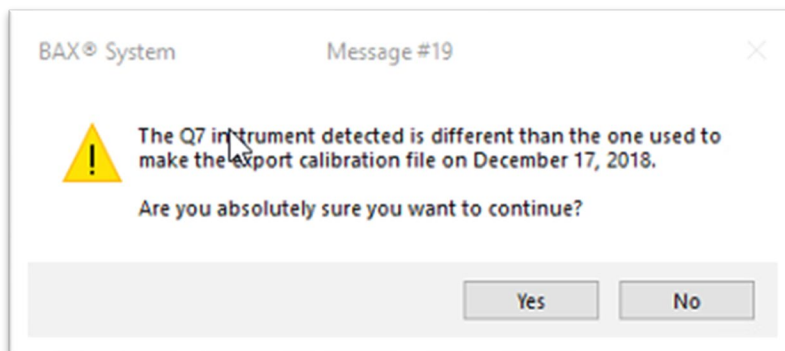 BAX® System Message #19
The Q7 instrument detected is different than the one used to
make the export calibration file on December 17, 2018.
Are you absolutely sure you want to continue?
Yes No